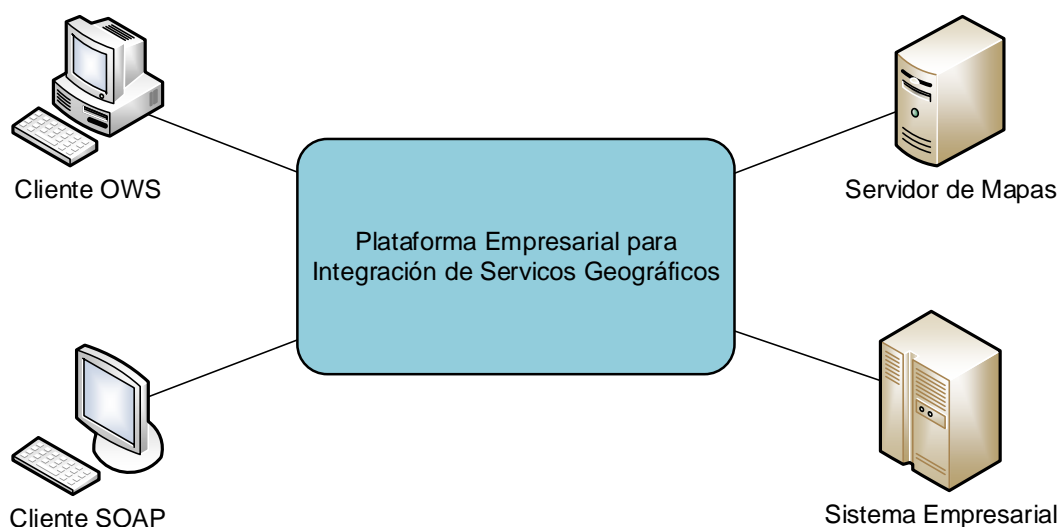 Cliente OWS
Servidor de Mapas
Plataforma Empresarial para
Integración de Servicos Geográficos
Cliente SOAP
Sistema Empresarial